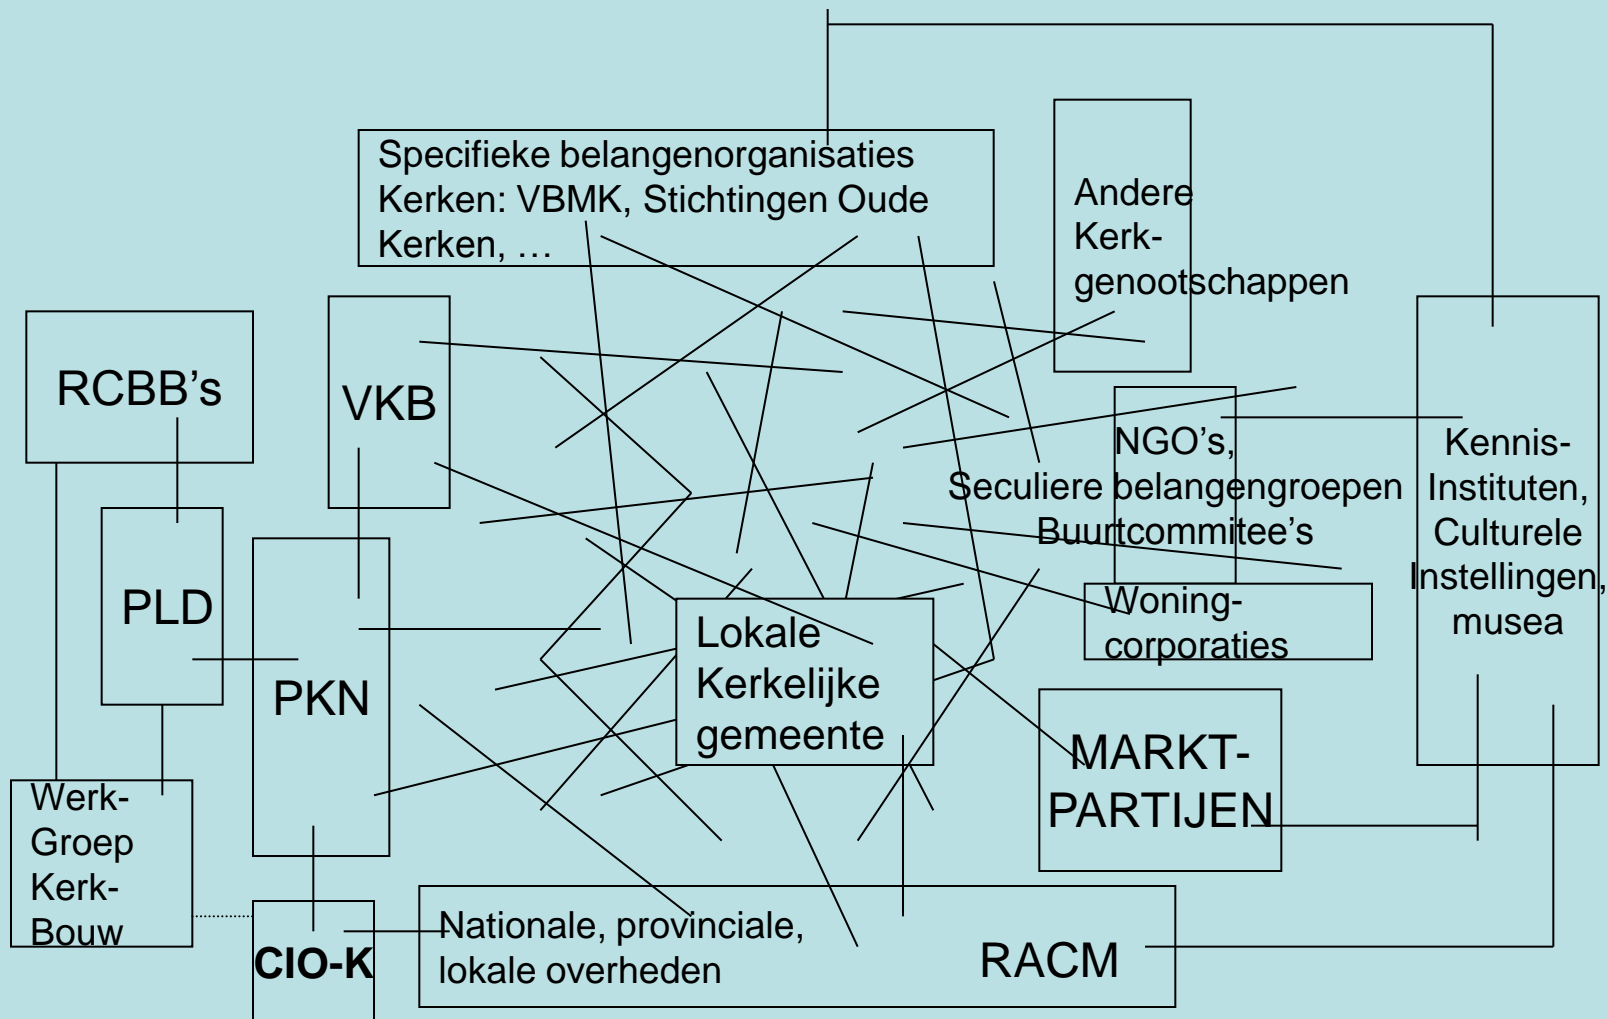 Specifieke belangenorganisaties
Kerken: VBMK, Stichtingen Oude
Kerken, …
Andere
Kerk-
genootschappen
RCBB’s
VKB
NGO’s,
Seculiere belangengroepen
Buurtcommitee’s
Kennis-
Instituten,
Culturele
Instellingen,
musea
PLD
PKN
Woning-
corporaties
Lokale
Kerkelijke
gemeente
MARKT-
PARTIJEN
Werk-
Groep
Kerk-
Bouw
CIO-K
Nationale, provinciale,
lokale overheden
RACM